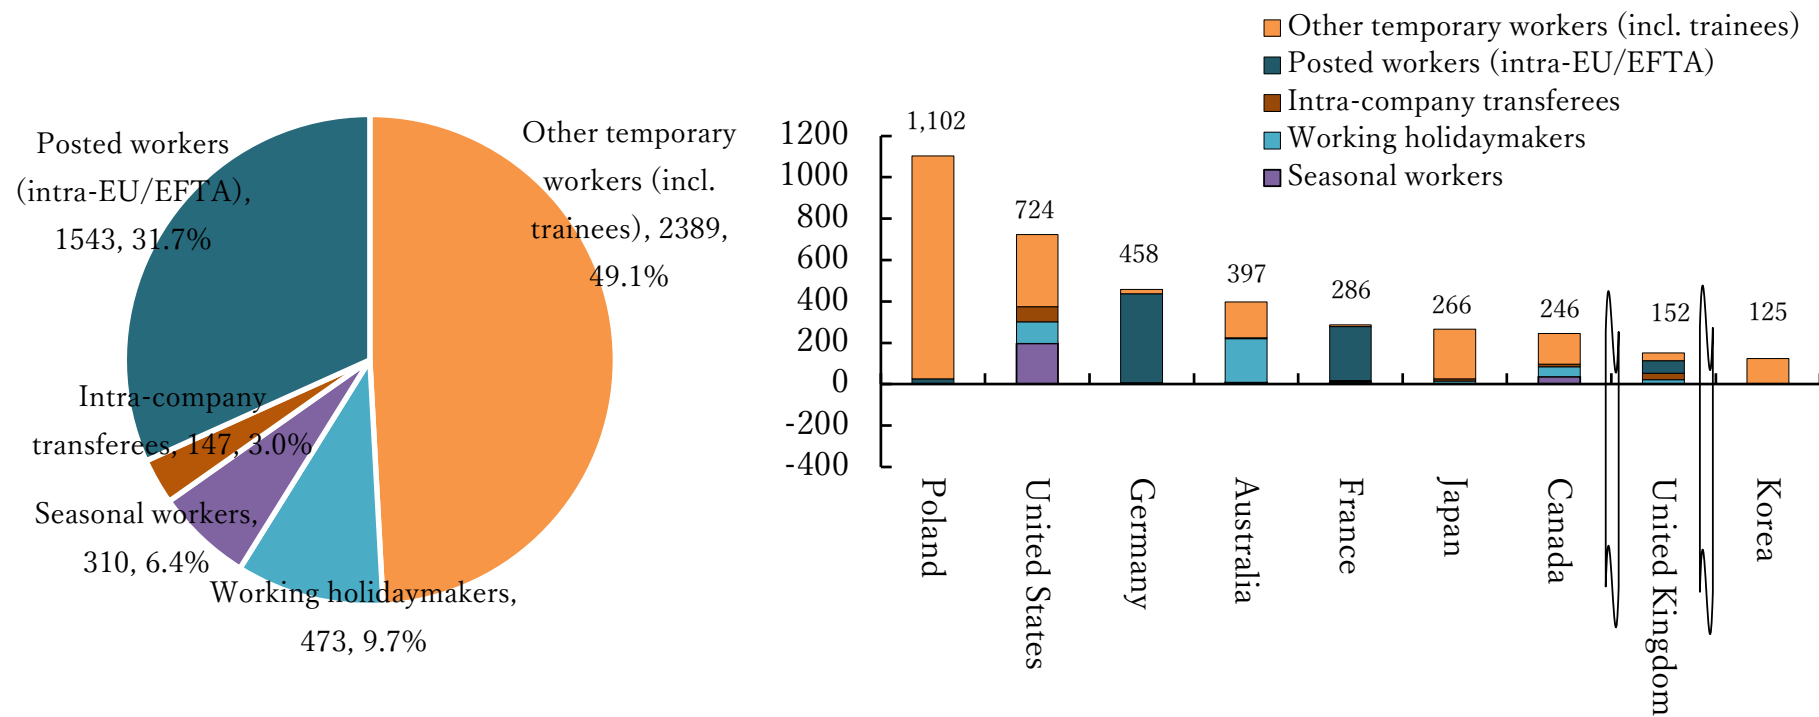 Posted workers
(intra-EU/EFTA),
1543, 31.7%
Other temporary
workers (incl.
trainees), 2389,
49.1%
Intra-company
transferees, 147, 3.0%
Seasonal workers,
310, 6.4%
Working holidaymakers,
473, 9.7%
Other temporary workers (incl. trainees)
Posted workers (intra-EU/EFTA)
Intra-company transferees
Working holidaymakers
Seasonal workers
1200
1000
800
600
400
200
0
-200
-400
1,102
724
458
397
286
266
246
152
125
Poland
United States
Germany
Australia
France
Japan
Canada
United Kingdom
Korea